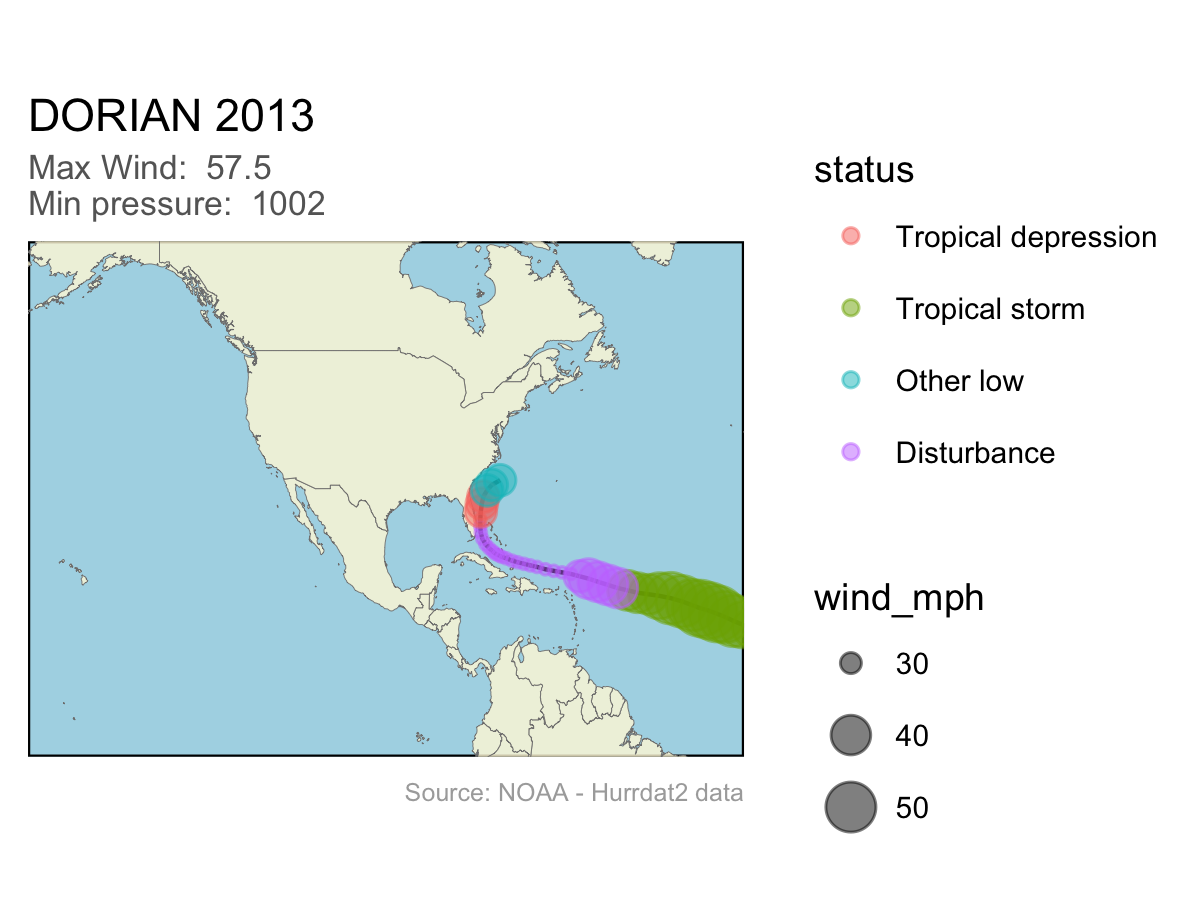 DORIAN 2013
Max Wind:  57.5
Min pressure:  1002
status
Tropical depression
Tropical storm
Other low
Disturbance
wind_mph
30
40
50
Source: NOAA - Hurrdat2 data